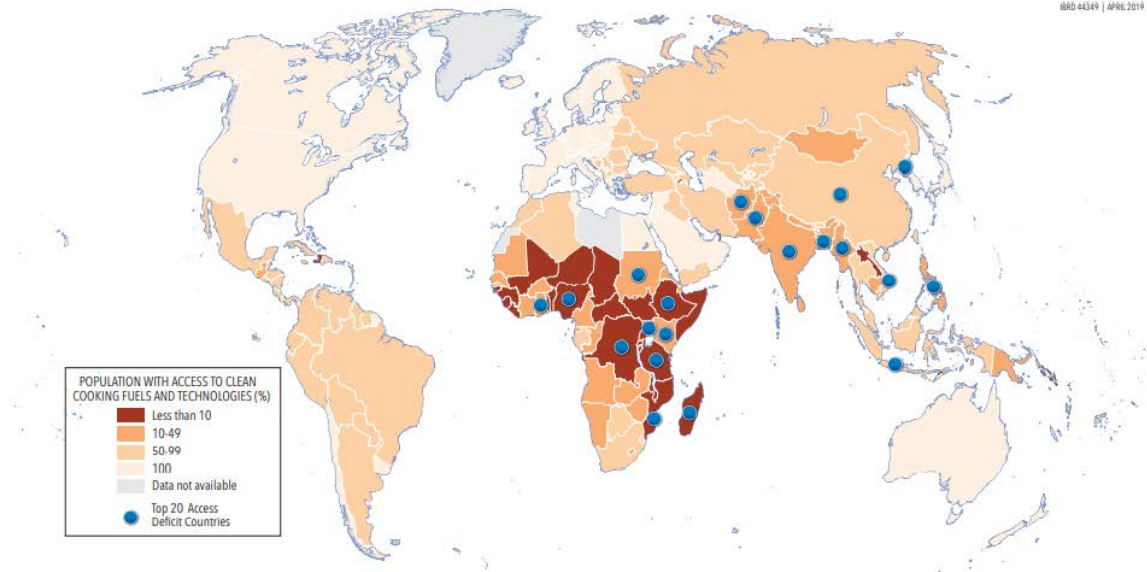 IBRD 44349 | APRIL 2019
POPULATION WITH ACCESS TO CLEAN
COOKING FUELS AND TECHNOLOGIES (%)
Less than 10
10-49
50-99
100
Data not available
Top 20 Access
Deficit Countries